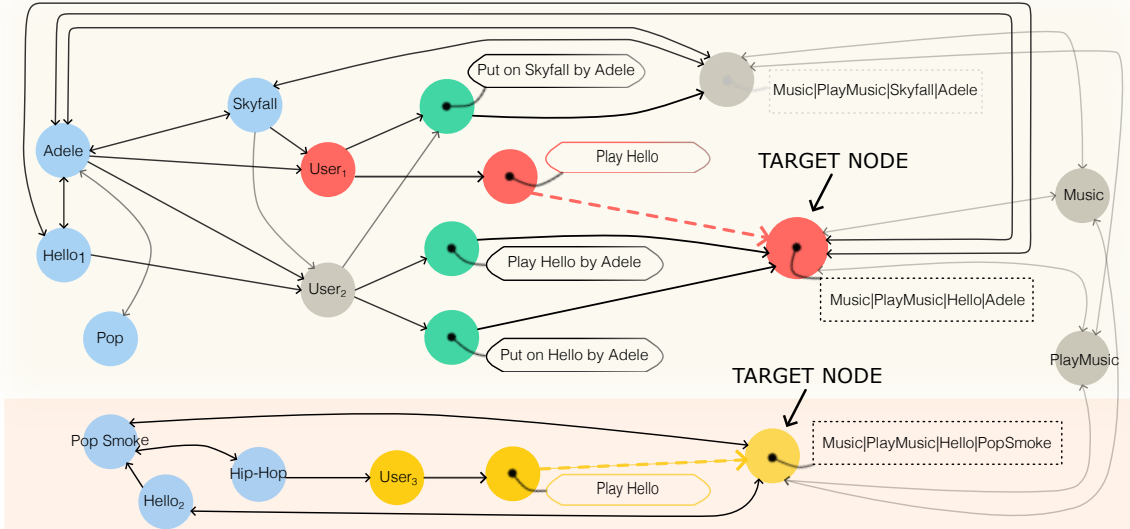 Put on Skyfall by Adele
Music|PlayMusic|Skyfall|Adele
Skyfall
Adele
User1
Play Hello
TARGET NODE
Music
Hello1
Play Hello by Adele
User2
Music|PlayMusic|Hello|Adele
Pop
Put on Hello by Adele
PlayMusic
TARGET NODE
Pop Smoke
Music|PlayMusic|Hello|PopSmoke
Hip-Hop
User3
Play Hello
Hello2